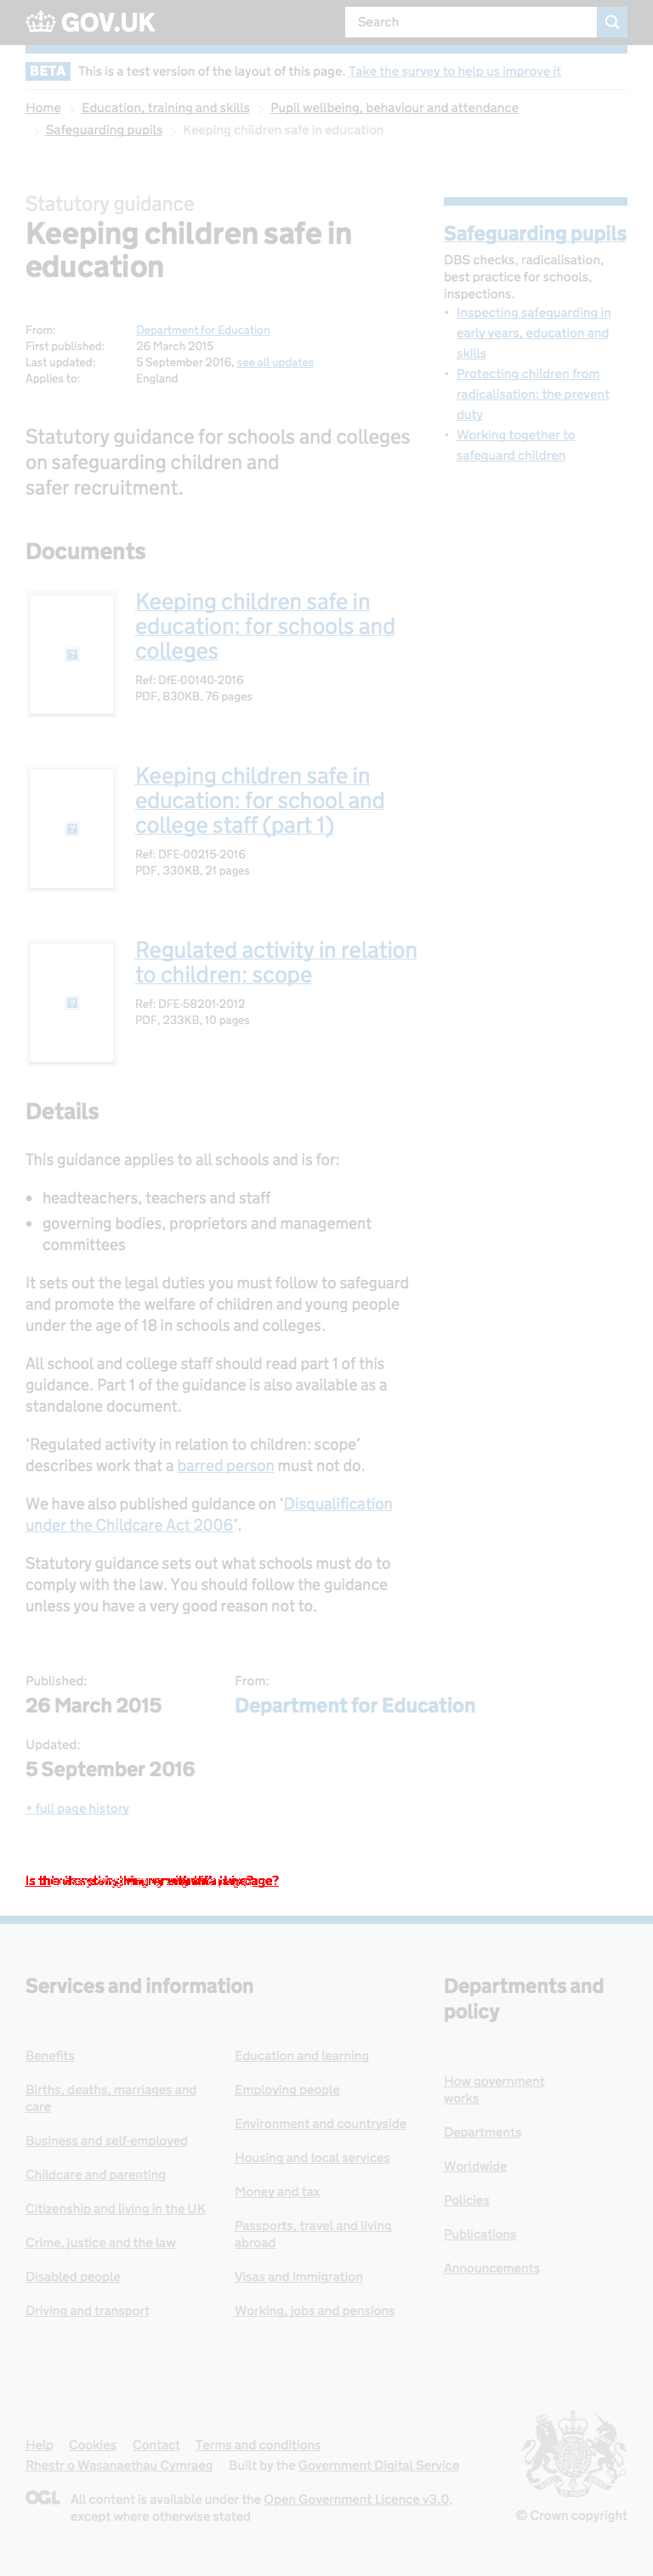 GOV.UK
Search
BETA This is a test version of the layout of this page. Take the survey to help us improve it
Home
Education, training and skills
Pupil wellbeing, behaviour and attendance
Safeguarding pupils
Keeping children safe in education
Statutory guidance
Keeping children safe in
education
From: Department for Education
First published: 26 March 2015
Last updated: 5 September 2016, see all updates
Applies to: England
Statutory guidance for schools and colleges
on safeguarding children and
safer recruitment.
Safeguarding pupils
DBS checks, radicalisation,
best practice for schools,
inspections.
• Inspecting safeguarding in
early years, education and
skills
• Protecting children from
radicalisation: the prevent
duty
• Working together to
safeguard children
Documents
Keeping children safe in
education: for schools and
colleges
Ref: DfE-00140-2016
PDF, 830KB, 76 pages
Keeping children safe in
education: for school and
college staff (part 1)
Ref: DFE-00215-2016
PDF, 330KB, 21 pages
Regulated activity in relation
to children: scope
Ref: DFE-58201-2012
PDF, 233KB, 10 pages
Details
This guidance applies to all schools and is for:
• headteachers, teachers and staff
• governing bodies, proprietors and management
committees
It sets out the legal duties you must follow to safeguard
and promote the welfare of children and young people
under the age of 18 in schools and colleges.
All school and college staff should read part 1 of this
guidance. Part 1 of the guidance is also available as a
standalone document.
‘Regulated activity in relation to children: scope’
describes work that a barred person must not do.
We have also published guidance on ‘Disqualification
under the Childcare Act 2006’.
Statutory guidance sets out what schools must do to
comply with the law. You should follow the guidance
unless you have a very good reason not to.
Published:
26 March 2015
From:
Department for Education
Updated:
5 September 2016
+ full page history
Services and information
Benefits
Births, deaths, marriages and
care
Business and self-employed
Childcare and parenting
Citizenship and living in the UK
Crime, justice and the law
Disabled people
Driving and transport
Education and learning
Employing people
Environment and countryside
Housing and local services
Money and tax
Passports, travel and living
abroad
Visas and immigration
Working, jobs and pensions
Departments and
policy
How government
works
Departments
Worldwide
Policies
Publications
Announcements
Help Cookies Contact Terms and conditions
Rhestr o Wasanaethau Cymraeg Built by the Government Digital Service
OGL All content is available under the Open Government Licence v3.0,
except where otherwise stated
© Crown copyright